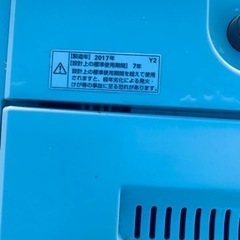 【製造年】2017年 Y2
【設計上の標準使用期間】7年
設計上の標準使用期間を超えて使用
されますと、経年劣化による発火・
けが等の事故に至る恐れがあります。